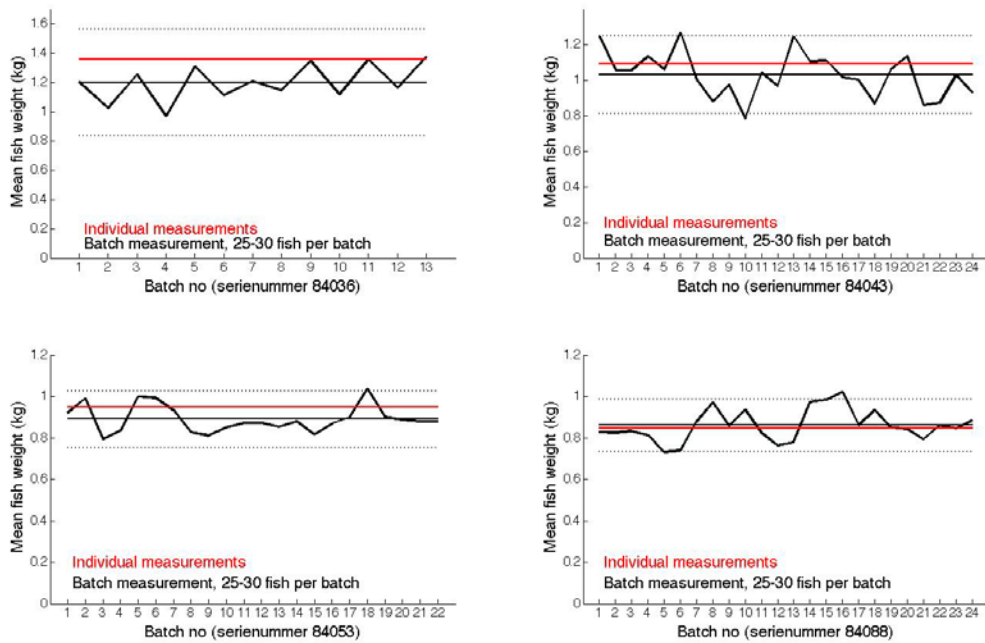 1.6
1.4
1.2
1
0.8
0.6
0.4
0.2
0
Mean fish weight (kg)
Individual measurements
Batch measurement, 25-30 fish per batch
1 2 3 4 5 6 7 8 9 10 11 12 13
Batch no (serienummer 84036)
1.2
1
0.8
0.6
0.4
0.2
0
Mean fish weight (kg)
Individual measurements
Batch measurement, 25-30 fish per batch
1 2 3 4 5 6 7 8 9 10 11 12 13 14 15 16 17 18 19 20 21 22 23 24
Batch no (serienummer 84043)
1.2
1
0.8
0.6
0.4
0.2
0
Mean fish weight (kg)
Individual measurements
Batch measurement, 25-30 fish per batch
1 2 3 4 5 6 7 8 9 10 11 12 13 14 15 16 17 18 19 20 21 22
Batch no (serienummer 84053)
1.2
1
0.8
0.6
0.4
0.2
0
Mean fish weight (kg)
Individual measurements
Batch measurement, 25-30 fish per batch
1 2 3 4 5 6 7 8 9 10 11 12 13 14 15 16 17 18 19 20 21 22 23 24
Batch no (serienummer 84088)